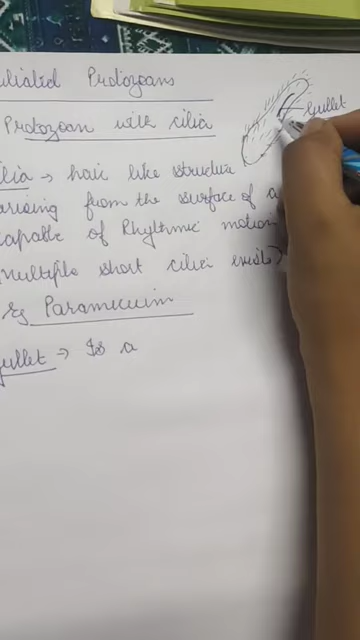 ciliated Protozoans
Gullet
Protozoan with cilia
cilia → hair like structure
arising from the surface of a
capable of Rhythmic motion
(multiple short cilia exists)
Eg Paramecium
Gullet → Is a